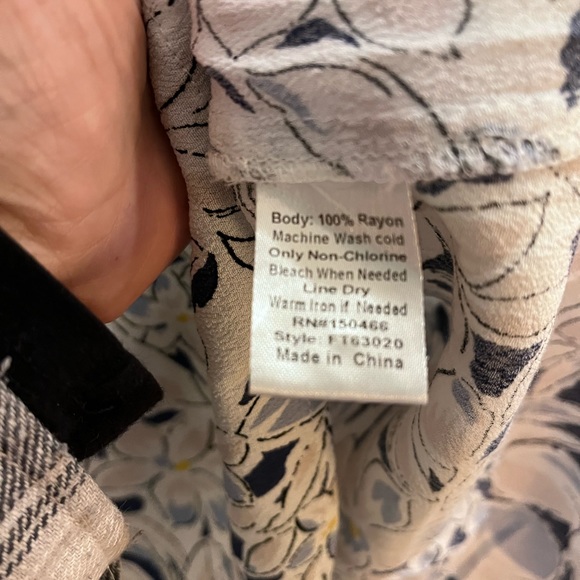 Body: 100% Rayon
Machine Wash cold
Only Non-Chlorine
Bleach When Needed
Line Dry
Warm Iron if Needed
RN#150466
Style: FT63020
Made in China